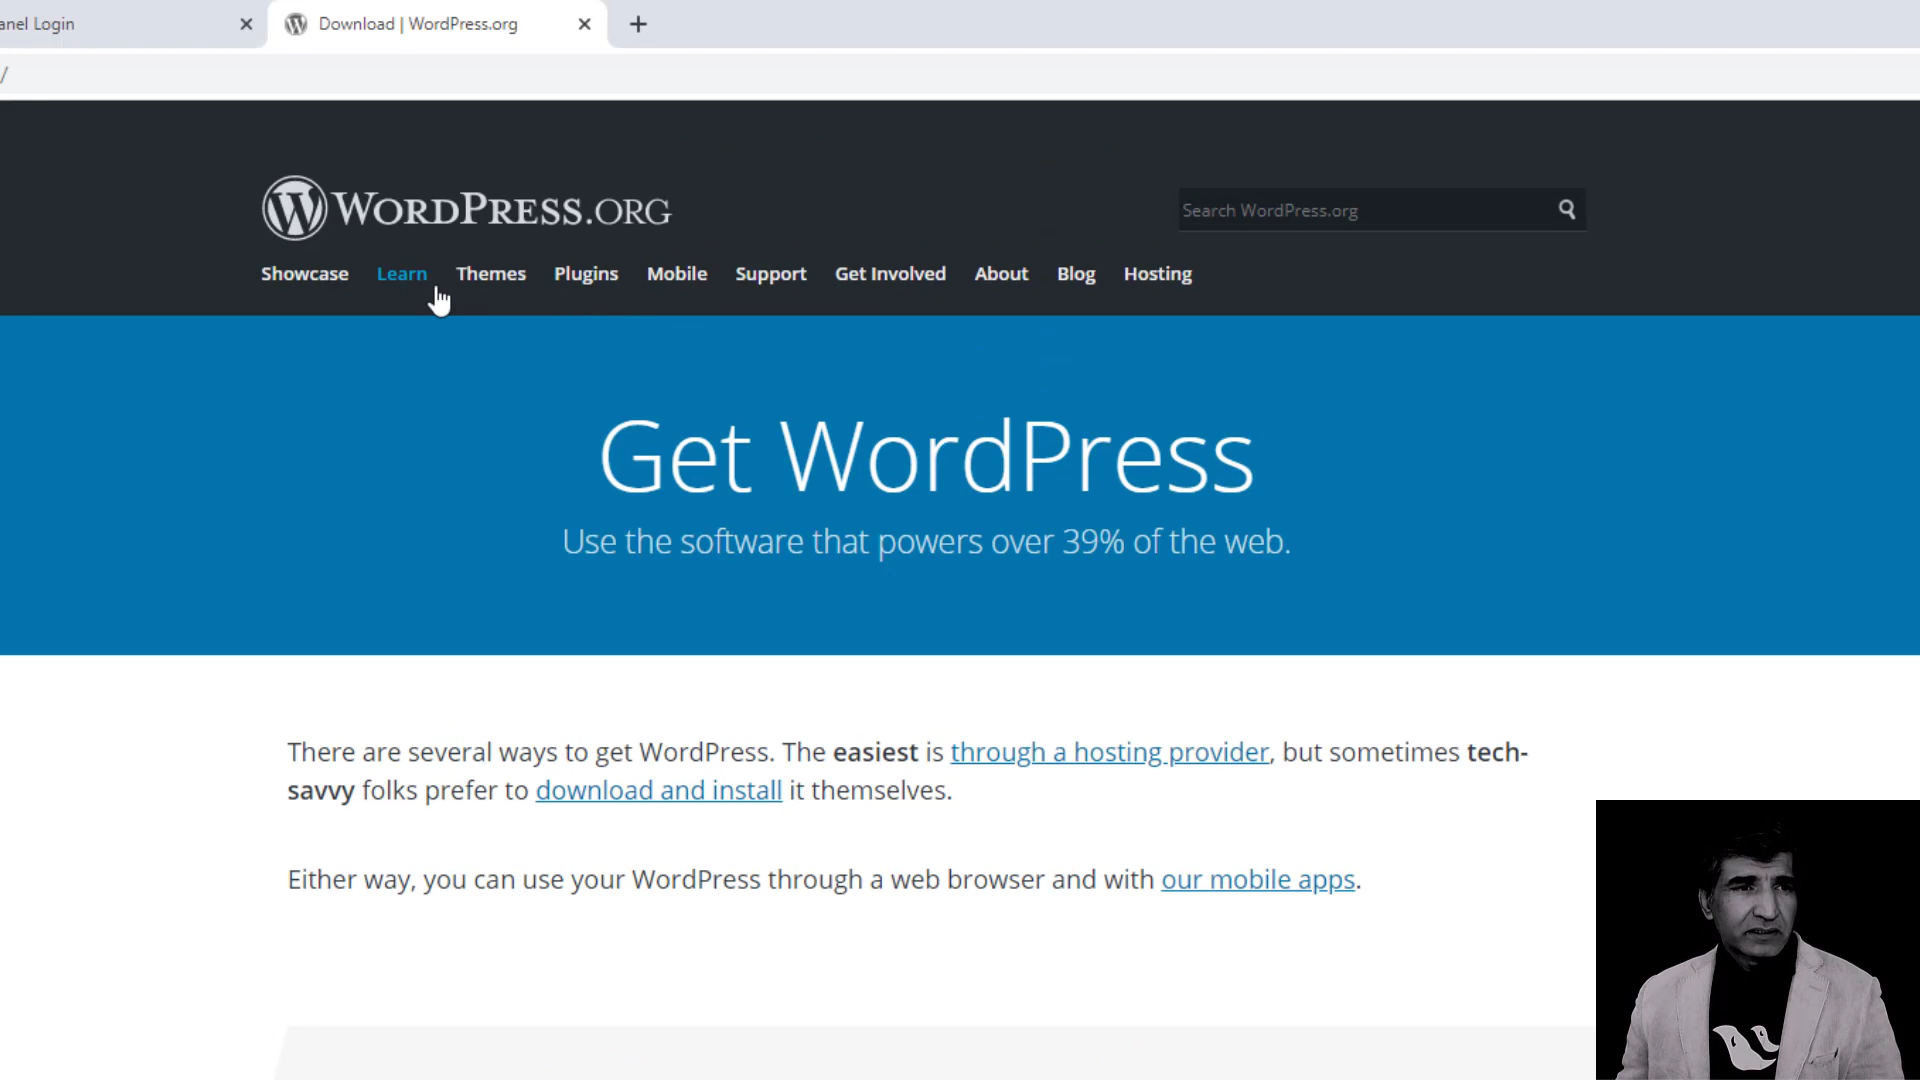 anel Login
Download | WordPress.org
/
WORDPRESS.ORG
Search WordPress.org
Showcase Learn Themes Plugins Mobile Support Get Involved About Blog Hosting
Get WordPress
Use the software that powers over 39% of the web.
There are several ways to get WordPress. The easiest is through a hosting provider, but sometimes tech-
savvy folks prefer to download and install it themselves.
Either way, you can use your WordPress through a web browser and with our mobile apps.